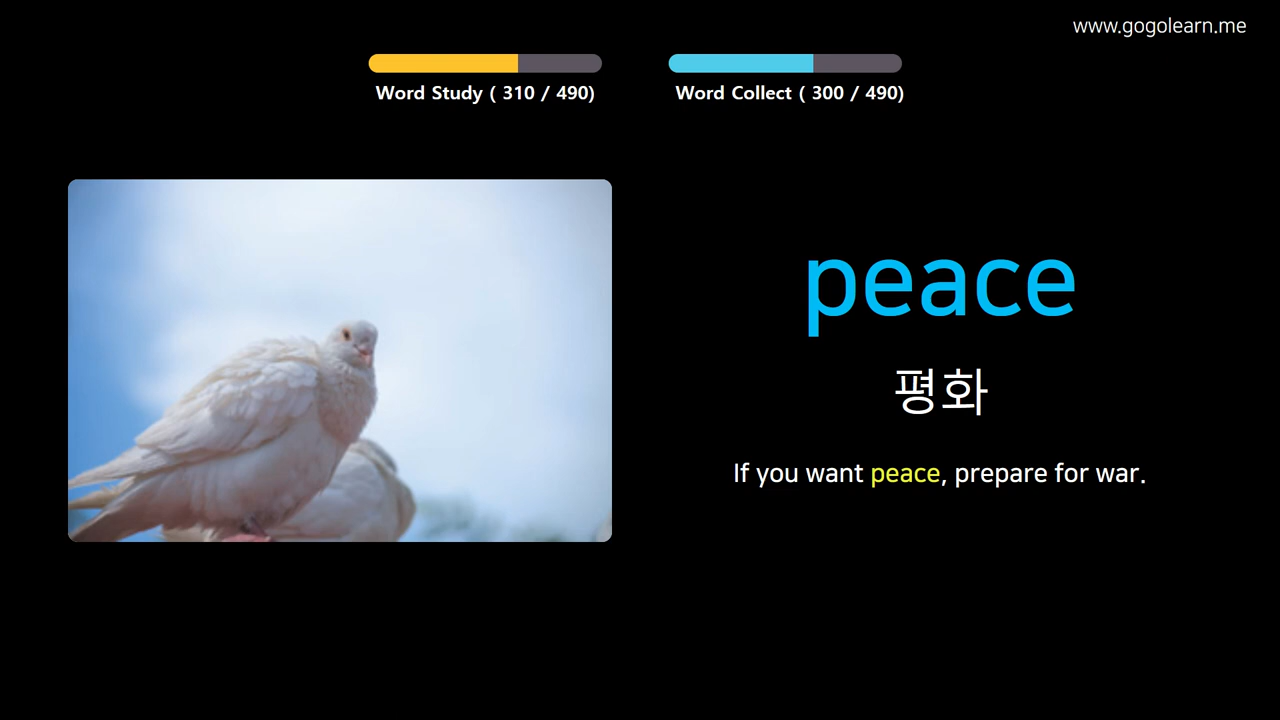 www.gogolearn.me
Word Study ( 310 / 490)
Word Collect ( 300 / 490)
peace
평화
If you want peace, prepare for war.